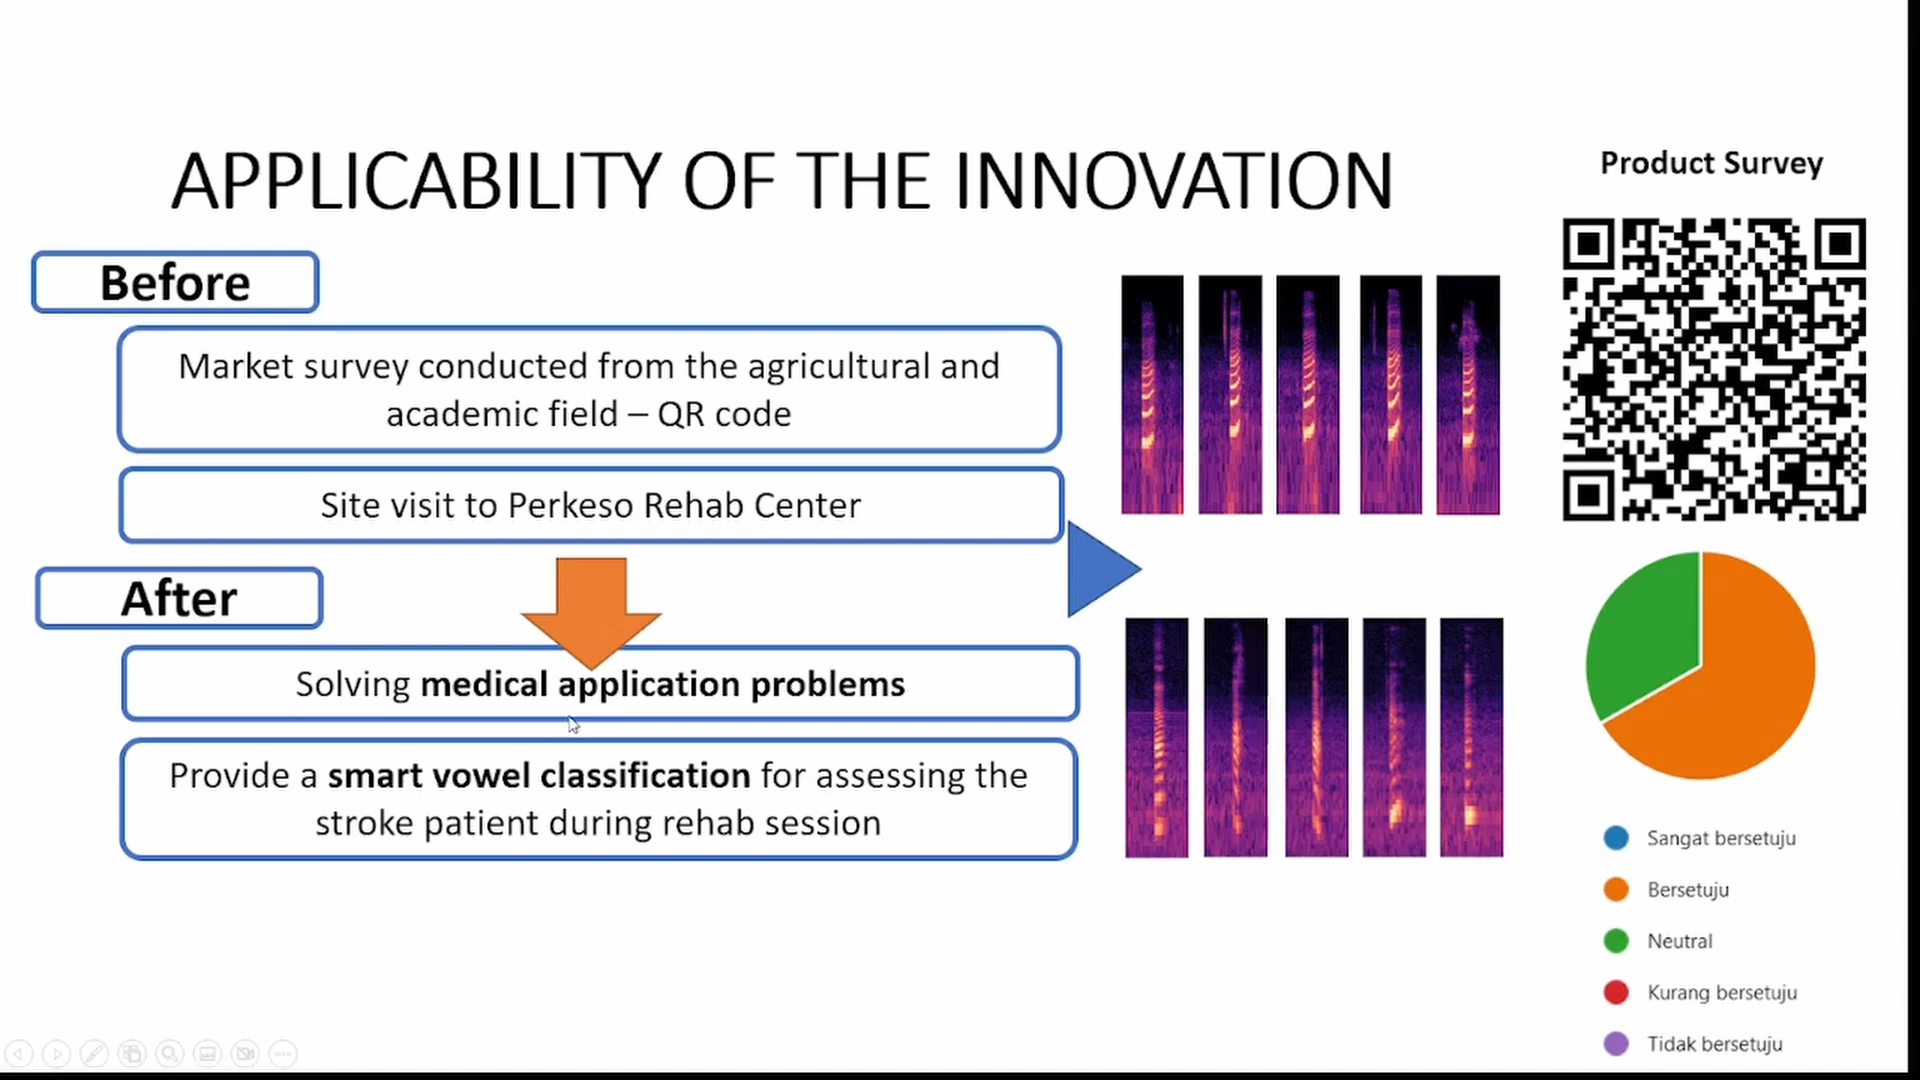 APPLICABILITY OF THE INNOVATION
Before
Market survey conducted from the agricultural and
academic field – QR code
Site visit to Perkeso Rehab Center
After
Solving medical application problems
Provide a smart vowel classification for assessing the
stroke patient during rehab session
Product Survey
Sangat bersetuju
Bersetuju
Neutral
Kurang bersetuju
Tidak bersetuju